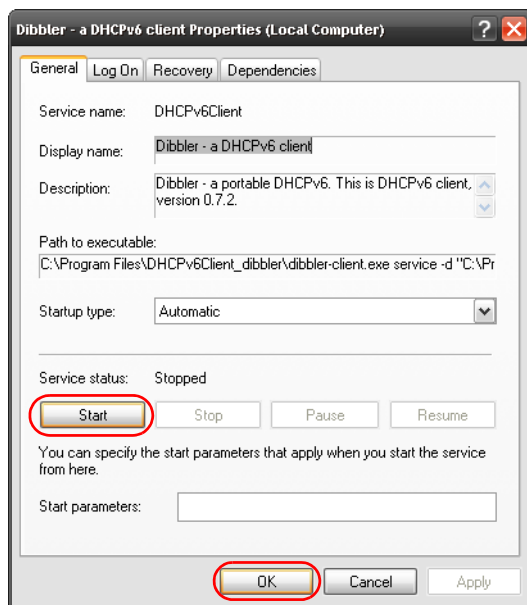 Dibbler - a DHCPv6 client Properties (Local Computer)
General Log On Recovery Dependencies
Service name: DHCPv6Client
Display name: Dibbler - a DHCPv6 client
Description: Dibbler - a portable DHCPv6. This is DHCPv6 client,
version 0.7.2.
Path to executable:
C:\Program Files\DHCPv6Client_dibbler\dibbler-client.exe service -d "C:\Pr
Startup type: Automatic
Service status: Stopped
Start Stop Pause Resume
You can specify the start parameters that apply when you start the service
from here.
Start parameters:
OK Cancel Apply